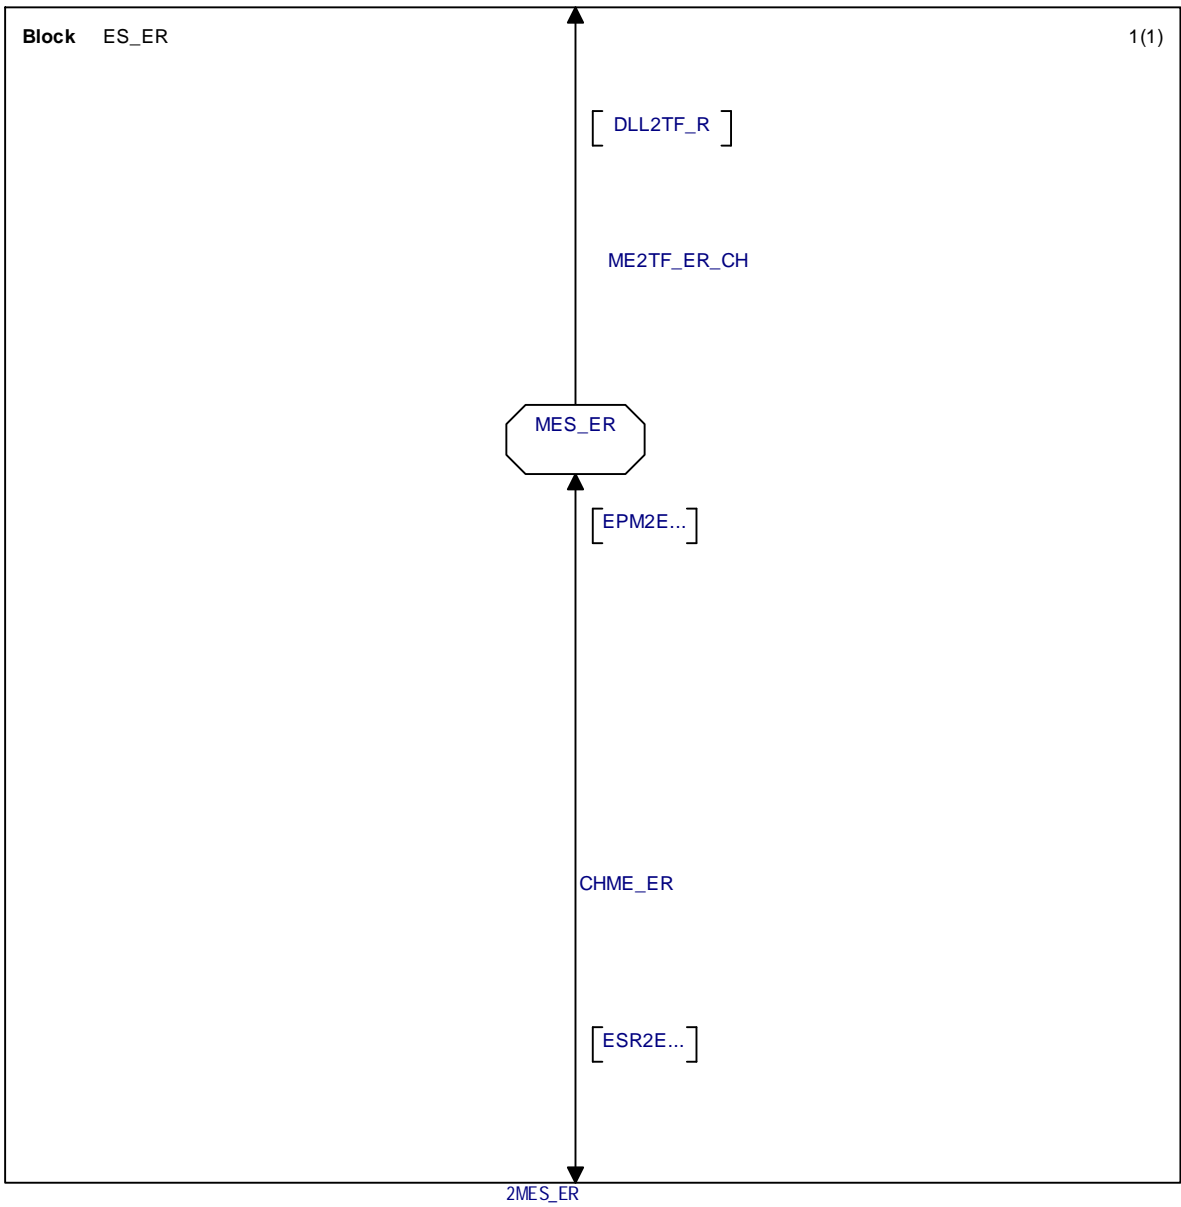 Block ES_ER 1(1)
DLL2TF_R
ME2TF_ER_CH
MES_ER
EPM2E...
CHME_ER
ESR2E...
2MES_ER